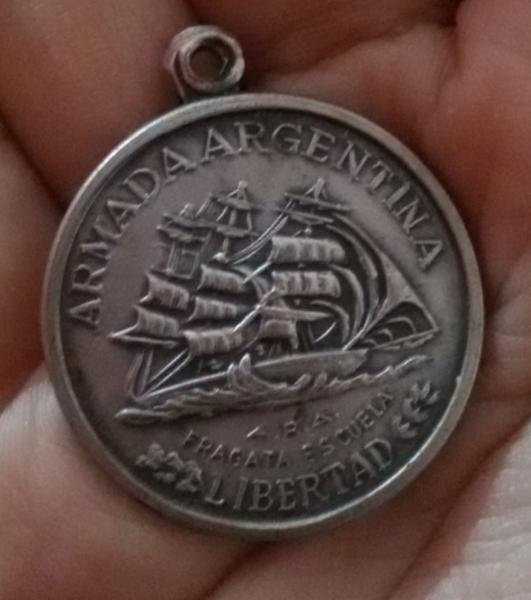 ARMADA ARGENTINA
A.R.A.
FRAGATA ESCUELA
LIBERTAD